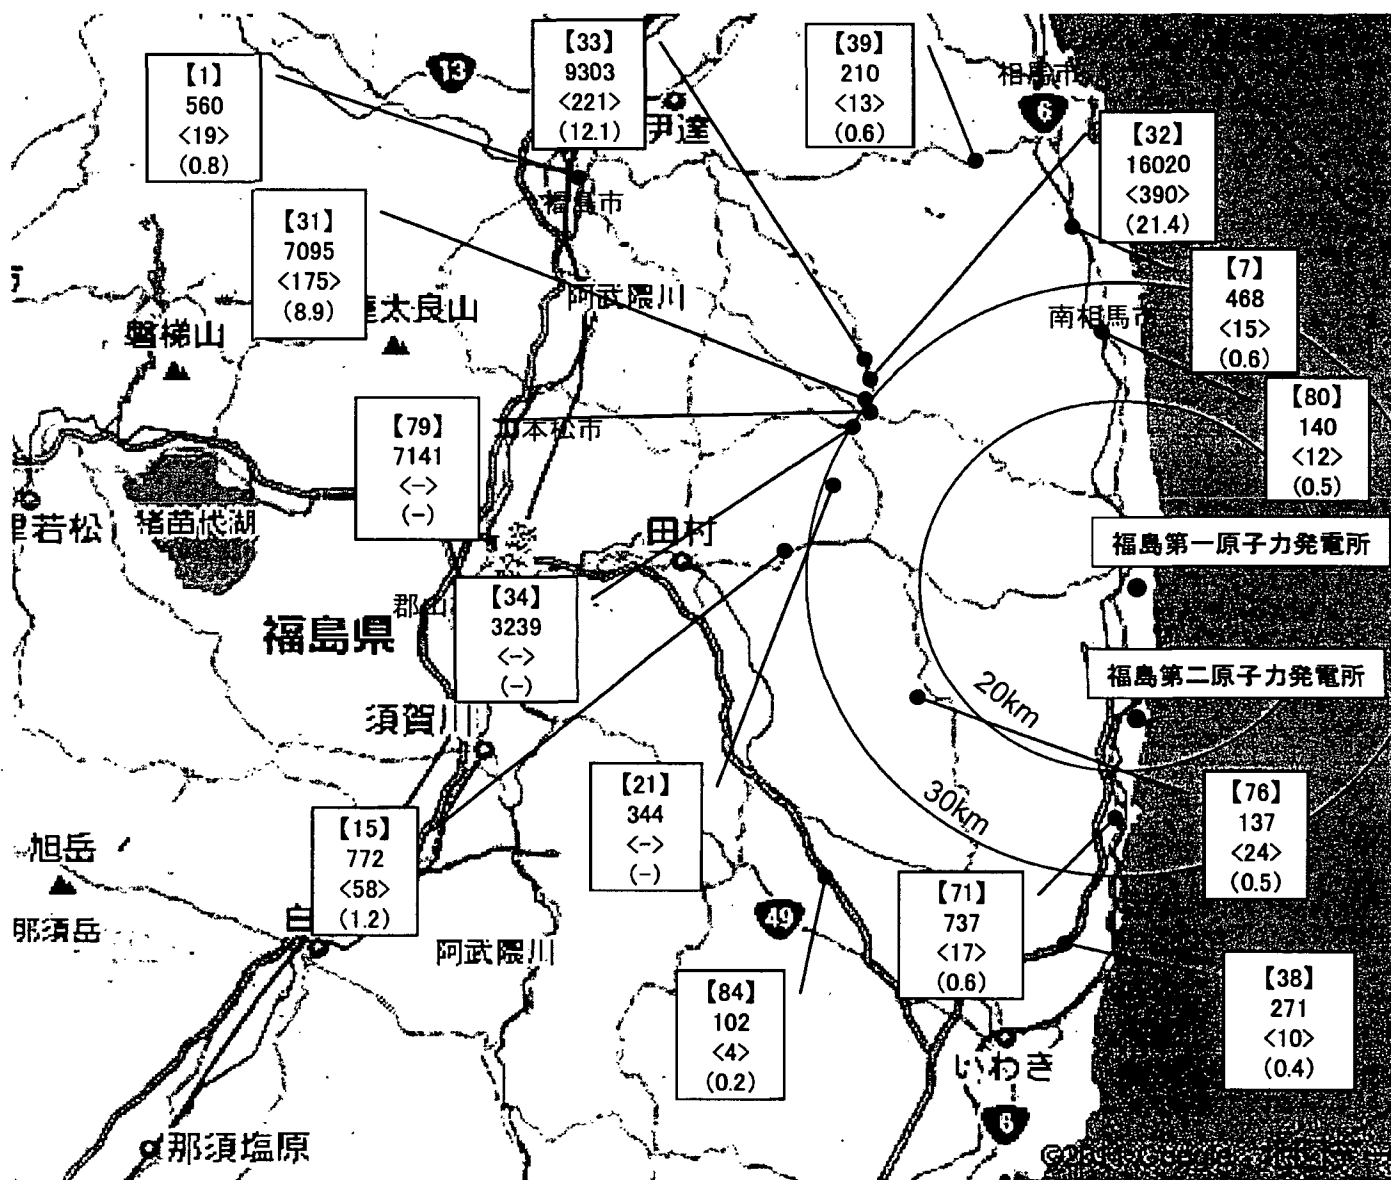 【33】
9303
<221>
(12.1)
【39】
210
<13>
(0.6)
【1】
560
<19>
(0.8)
13
伊達
相馬市
6
【32】
16020
<390>
(21.4)
福島市
【31】
7095
<175>
(8.9)
阿武隈川
太良山
磐梯山
【7】
468
<15>
(0.6)
南相馬市
【80】
140
<12>
(0.5)
【79】
7141
<->
(-)
本松市
若松
猪苗代湖
田村
福島第一原子力発電所
【34】
3239
<->
(-)
郡山
福島県
福島第二原子力発電所
20km
須賀川
30km
【21】
344
<->
(-)
【76】
137
<24>
(0.5)
【15】
772
<58>
(1.2)
旭岳
那須岳
白
阿武隈川
49
【71】
737
<17>
(0.6)
【84】
102
<4>
(0.2)
【38】
271
<10>
(0.4)
いわき
6
那須塩原